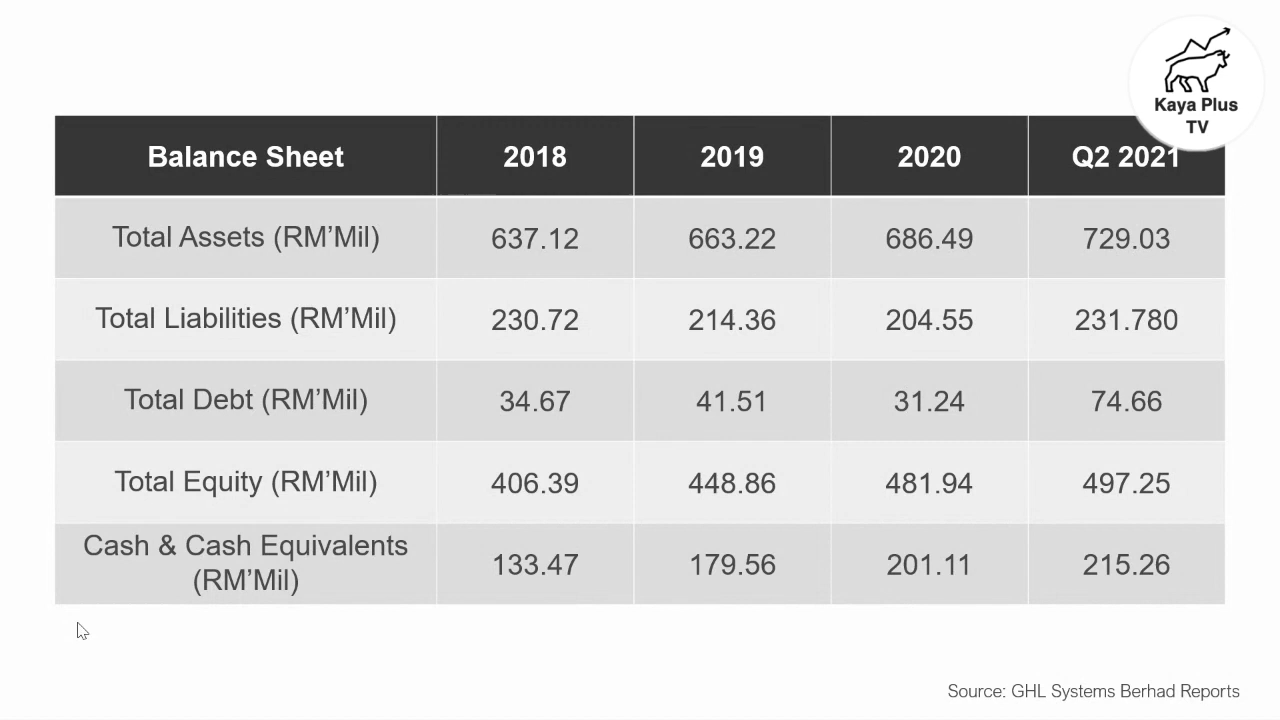 Kaya Plus
TV
Balance Sheet 2018 2019 2020 Q2 2021
Total Assets (RM’Mil) 637.12 663.22 686.49 729.03
Total Liabilities (RM’Mil) 230.72 214.36 204.55 231.780
Total Debt (RM’Mil) 34.67 41.51 31.24 74.66
Total Equity (RM’Mil) 406.39 448.86 481.94 497.25
Cash & Cash Equivalents
(RM’Mil) 133.47 179.56 201.11 215.26
Source: GHL Systems Berhad Reports